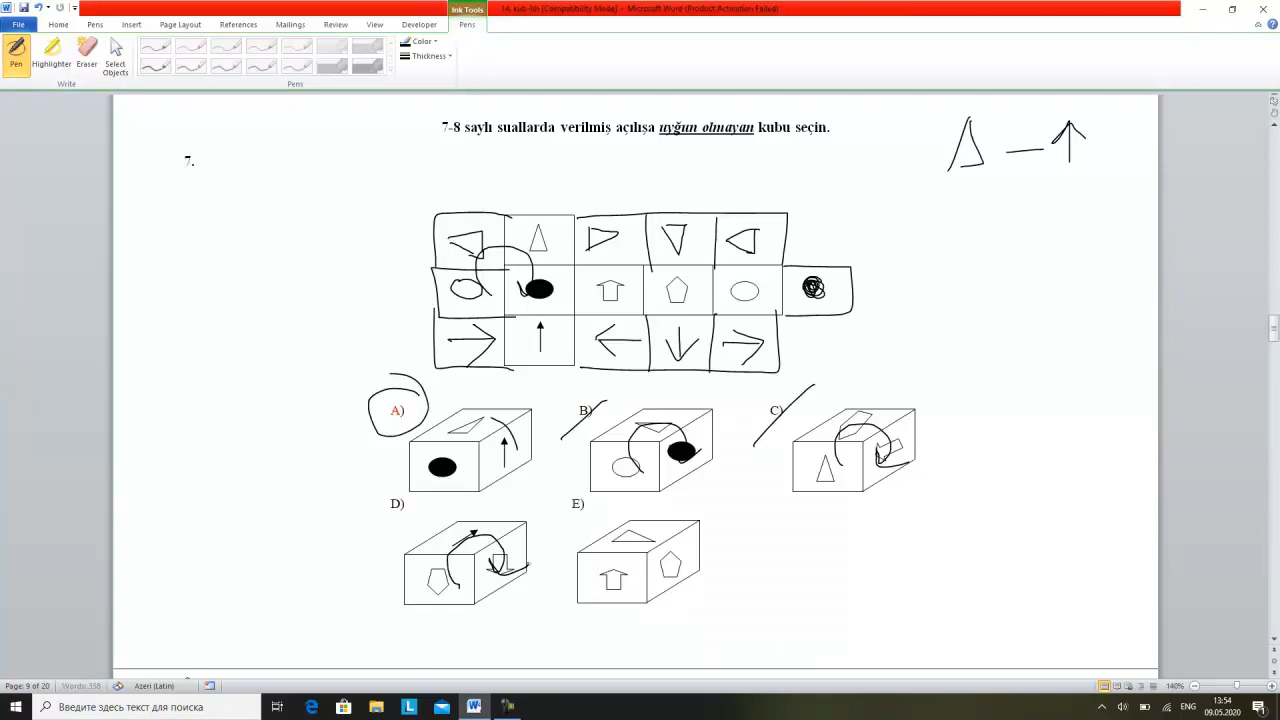 Ink Tools
14. kub-hh [Compatibility Mode] - Microsoft Word (Product Activation Failed)
File Home Pens Insert Page Layout References Mailings Review View Developer Pens
Pen Highlighter Eraser Select Objects
Color
Thickness
Write Pens
7-8 saylı suallarda verilmiş açılışa uyğun olmayan kubu seçin.
7.
A) B) C)
D) E)
Page: 9 of 20 Words: 358 Azeri (Latin) 140%
Введите здесь текст для поиска
13:54
09.05.2020